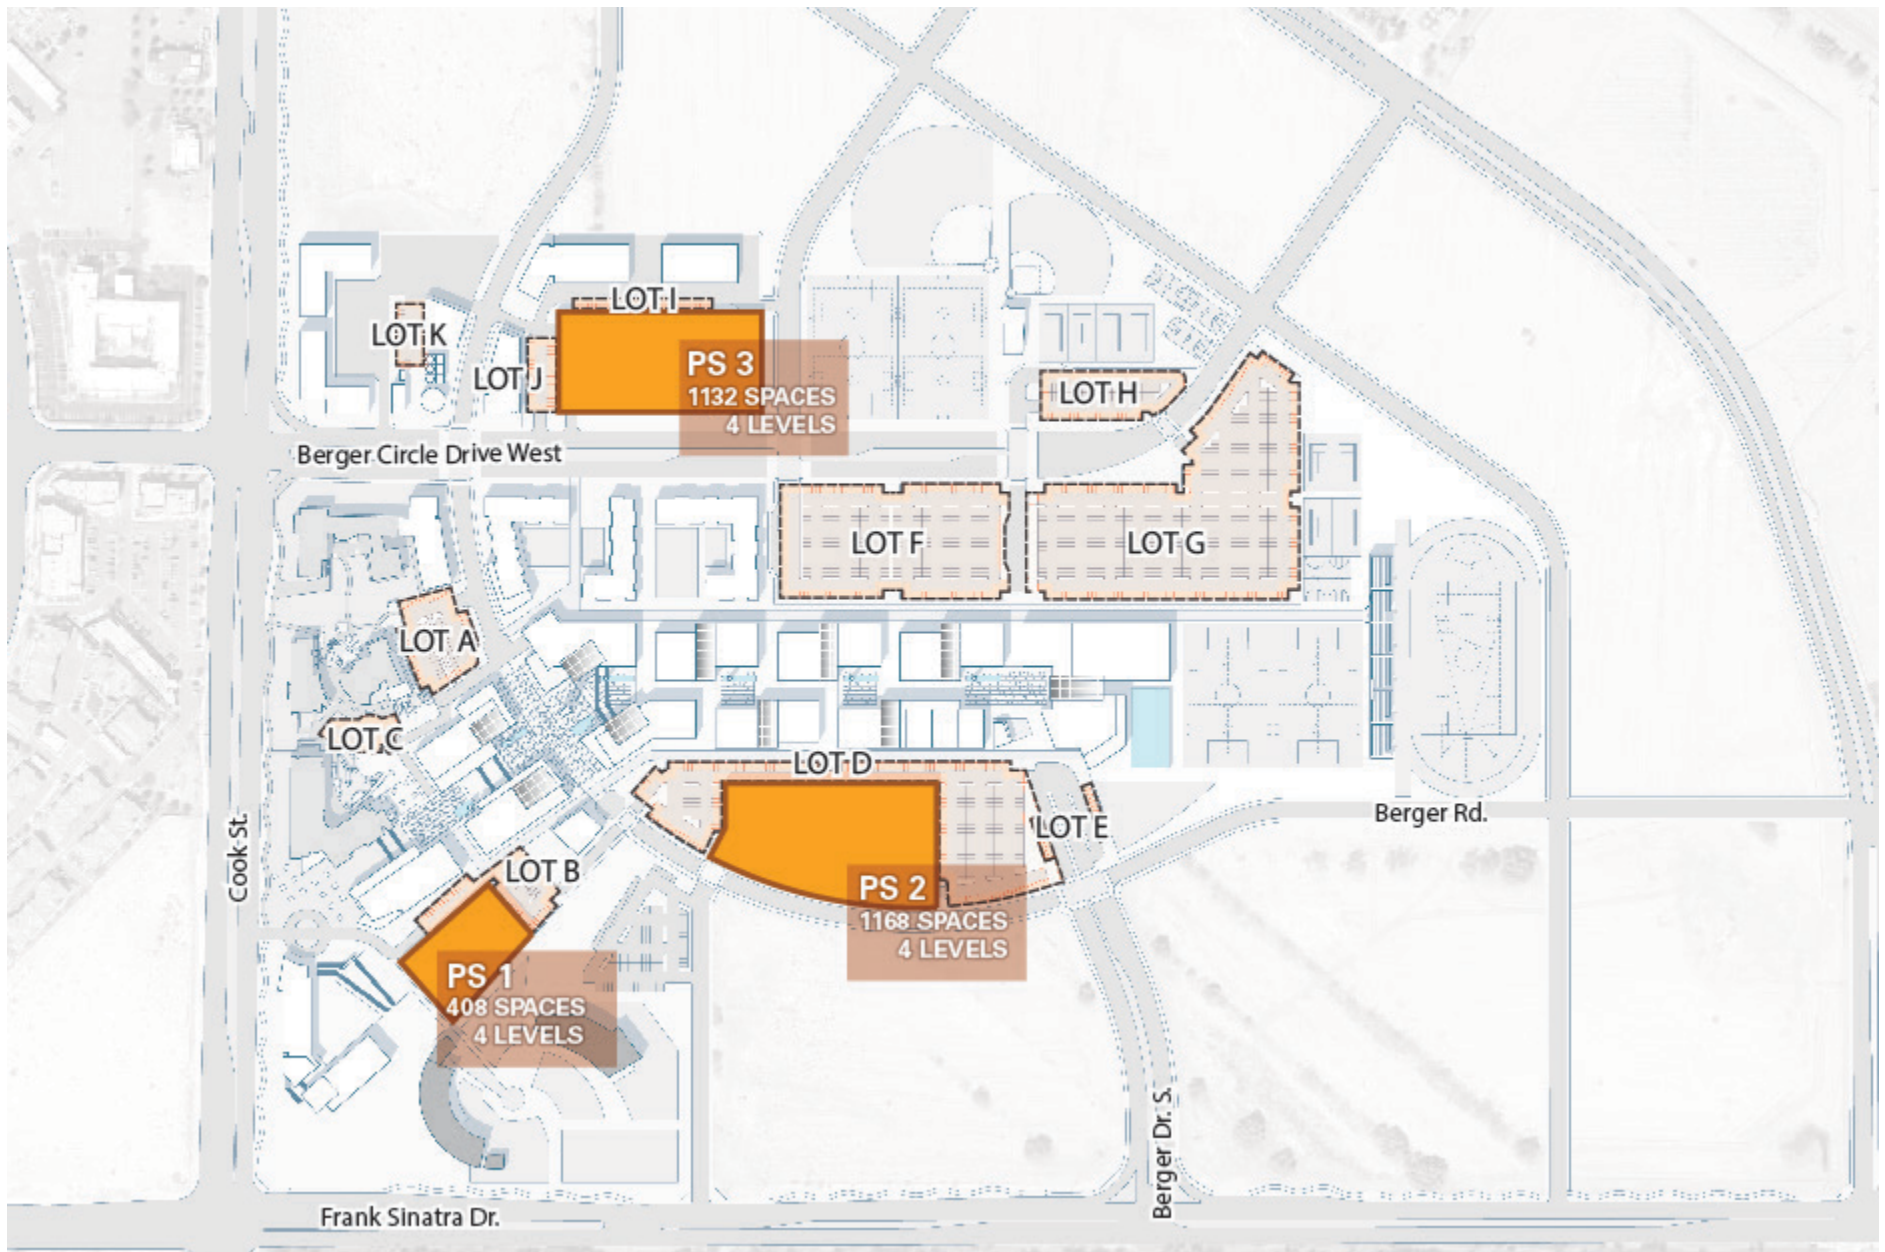 LOT I
LOT K
LOT J
PS 3
1132 SPACES
4 LEVELS
LOT H
Berger Circle Drive West
LOT F
LOT G
LOT A
LOT C
LOT D
Berger Rd.
LOT E
Cook St.
LOT B
PS 2
1168 SPACES
4 LEVELS
PS 1
408 SPACES
4 LEVELS
Berger Dr. S.
Frank Sinatra Dr.